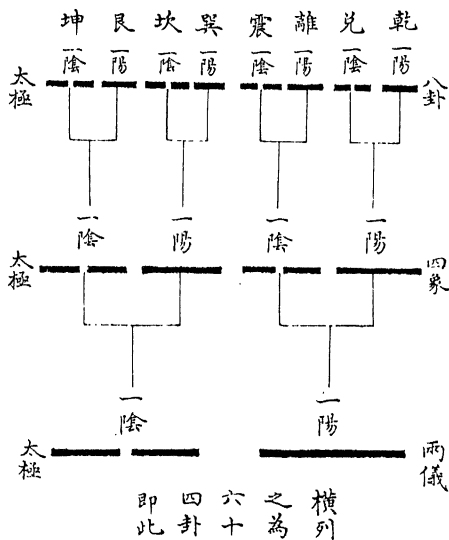 乾 兌 離 震 巽 坎 艮 坤
一陽 一陰 一陽 一陰 一陽 一陰 一陽 一陰
八卦
太極
一陽 一陰 一陽 一陰
四象
太極
一陽 一陰
兩儀
太極
橫列
之為
六十
四卦
即此